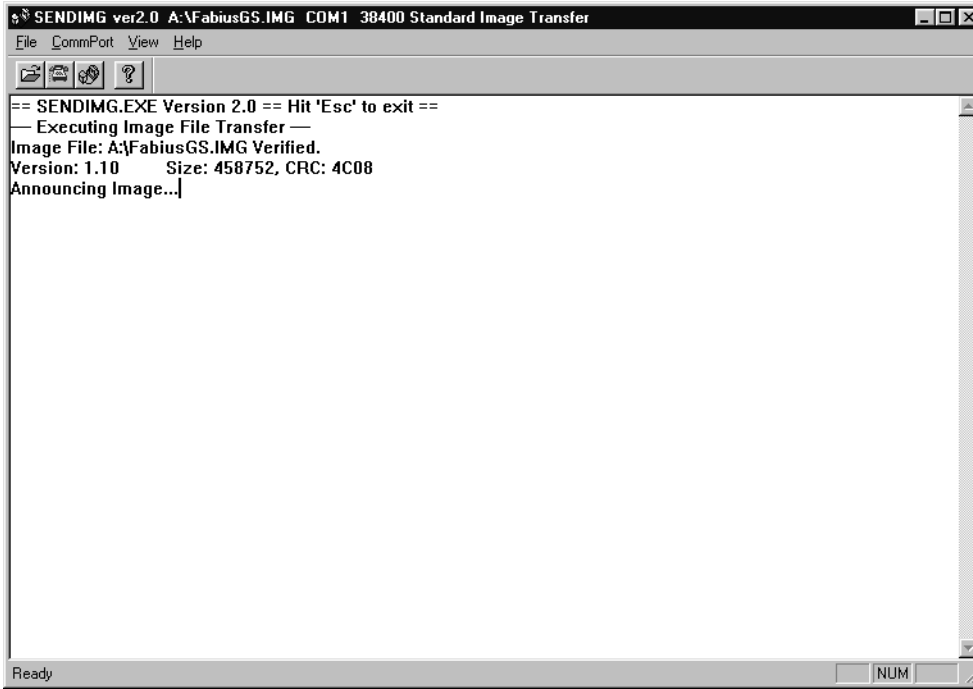 SENDIMG ver2.0 A:\FabiusGS.IMG COM1 38400 Standard Image Transfer
File CommPort View Help
== SENDIMG.EXE Version 2.0 == Hit 'Esc' to exit ==
— Executing Image File Transfer —
Image File: A:\FabiusGS.IMG Verified.
Version: 1.10 Size: 458752, CRC: 4C08
Announcing Image...
Ready NUM